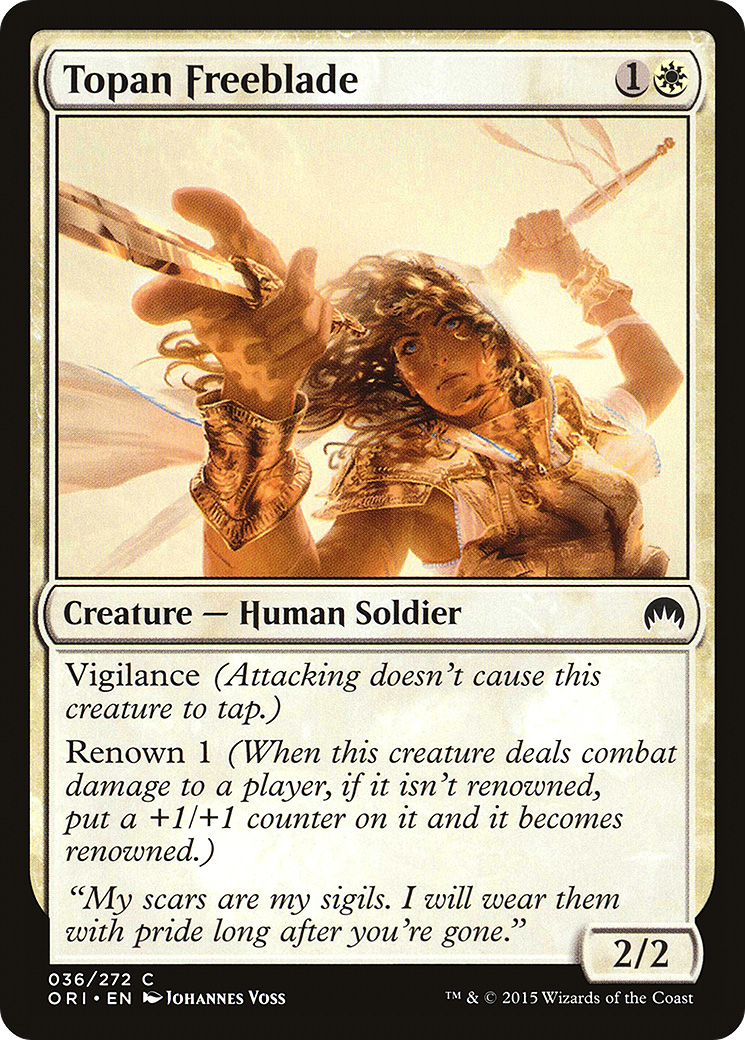 Topan Freeblade 1
Creature — Human Soldier
Vigilance (Attacking doesn't cause this
creature to tap.)
Renown 1 (When this creature deals combat
damage to a player, if it isn't renowned,
put a +1/+1 counter on it and it becomes
renowned.)
"My scars are my sigils. I will wear them
with pride long after you're gone."
2/2
036/272 C
ORI • EN Johannes Voss
™ & © 2015 Wizards of the Coast